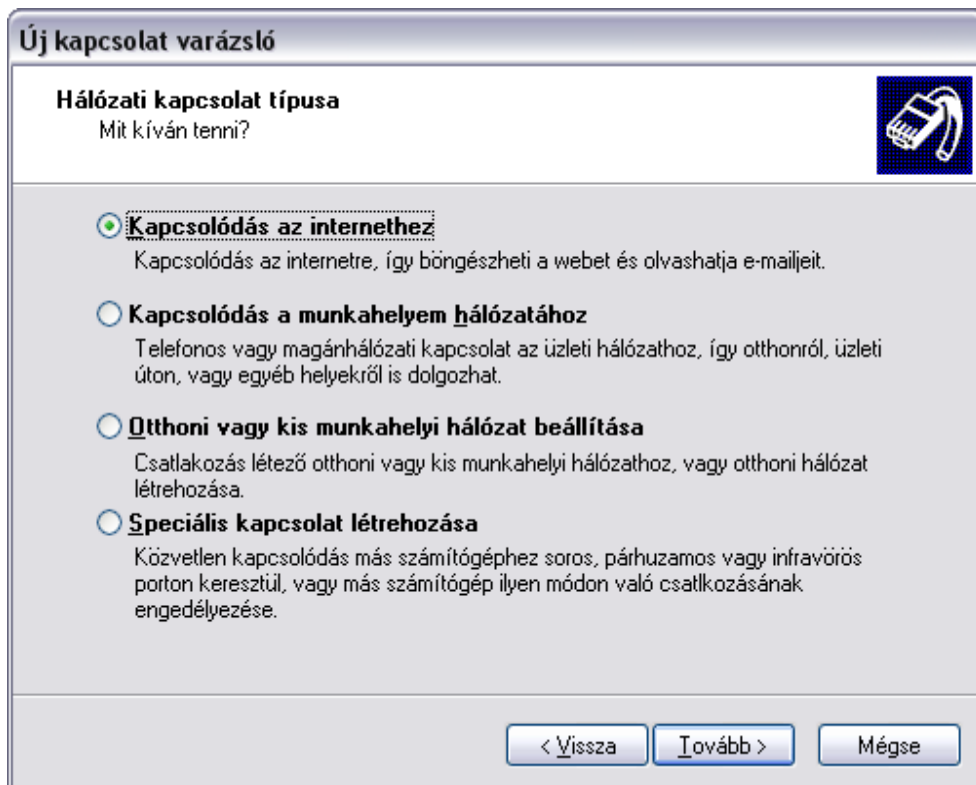 Új kapcsolat varázsló
Hálózati kapcsolat típusa
Mit kíván tenni?
Kapcsolódás az internethez
Kapcsolódás az internetre, így böngészheti a webet és olvashatja e-mailjeit.
Kapcsolódás a munkahelyem hálózatához
Telefonos vagy magánhálózati kapcsolat az üzleti hálózathoz, így otthonról, üzleti
úton, vagy egyéb helyekről is dolgozhat.
Otthoni vagy kis munkahelyi hálózat beállítása
Csatlakozás létező otthoni vagy kis munkahelyi hálózathoz, vagy otthoni hálózat
létrehozása.
Speciális kapcsolat létrehozása
Közvetlen kapcsolódás más számítógéphez soros, párhuzamos vagy infravörös
porton keresztül, vagy más számítógép ilyen módon való csatlkozásának
engedélyezése.
< Vissza
Tovább >
Mégse